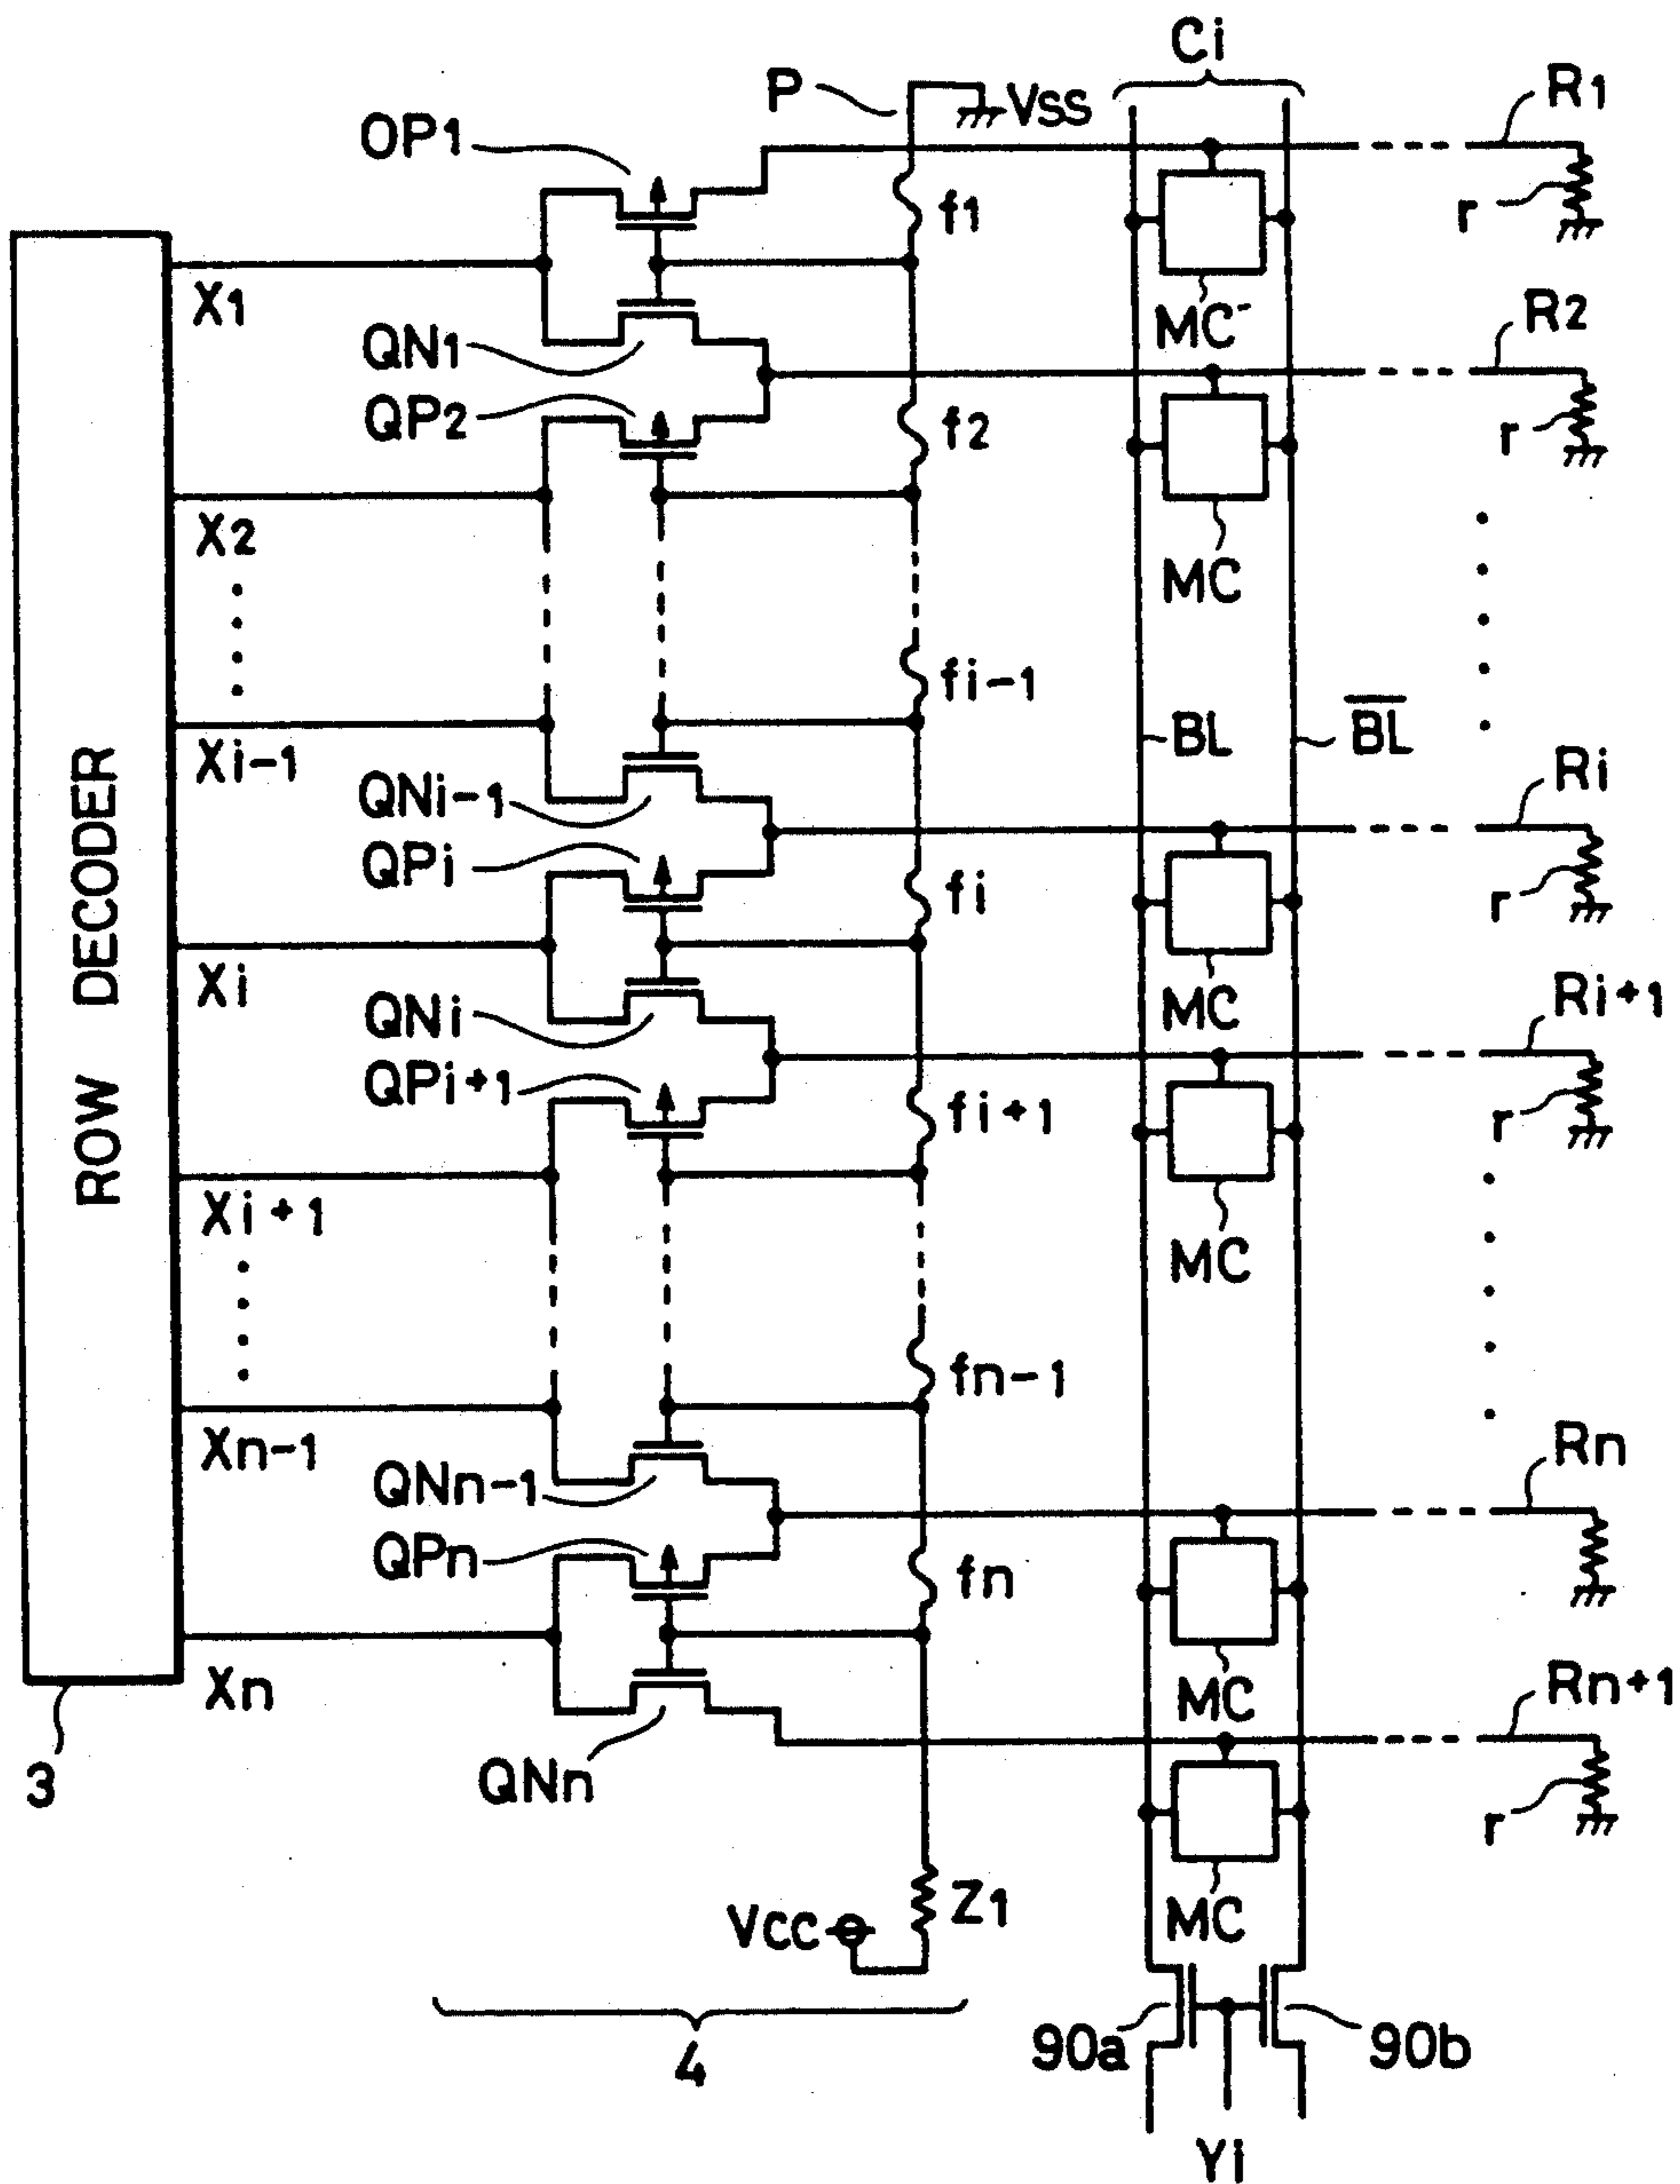 Ci
P
VSS
R1
OP1
r
f1
X1
MC
R2
QN1
QP2
f2
r
X2
MC
fi-1
BL
BL
Xi-1
QNi-1
Ri
QPi
fi
r
Xi
MC
Ri+1
QNi
QPi+1
fi+1
r
Xi+1
MC
ROW DECODER
fn-1
Xn-1
QNn-1
Rn
QPn
fn
Xn
MC
Rn+1
3
QNn
r
VCC
Z1
MC
4
90a
90b
Yi